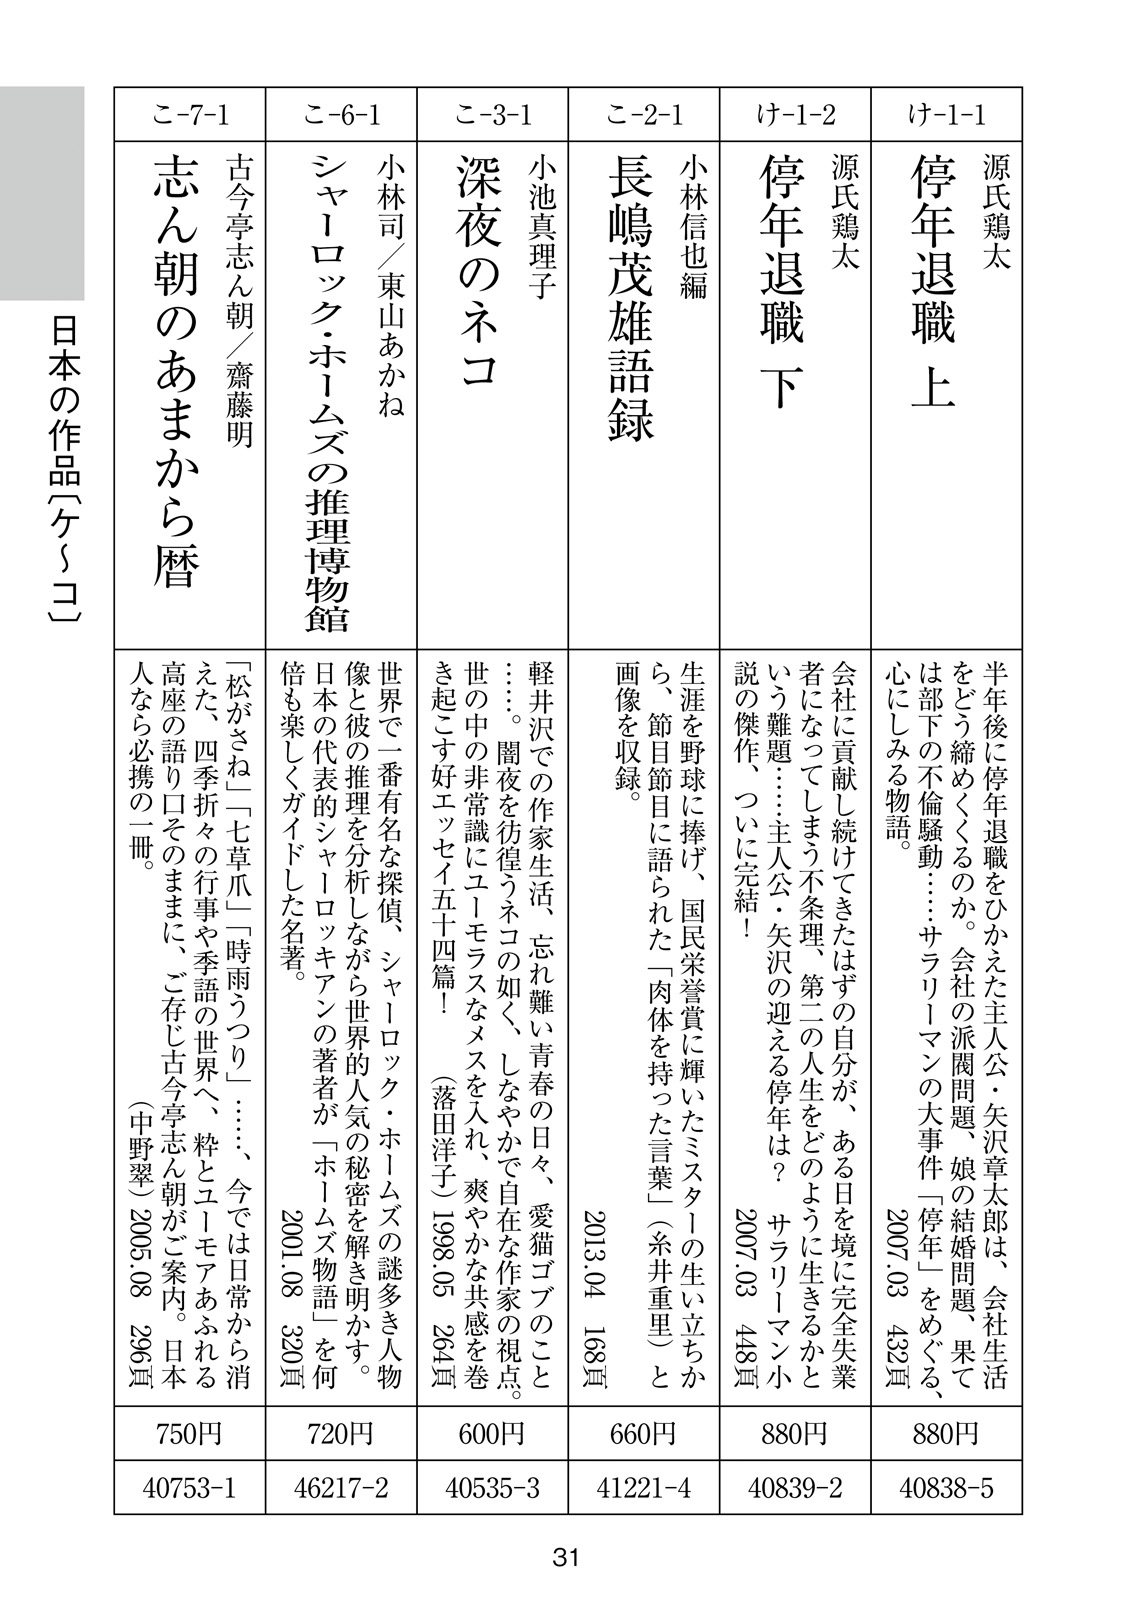 け-1-1
源氏鶏太
停年退職 上
半年後に停年退職をひかえた主人公・矢沢章太郎は、会社生活
をどう締めくくるのか。会社の派閥問題、娘の結婚問題、果て
は部下の不倫騒動……サラリーマンの大事件「停年」をめぐる、
心にしみる物語。
2007.03 432頁
880円
40838-5
け-1-2
源氏鶏太
停年退職 下
会社に貢献し続けてきたはずの自分が、ある日を境に完全失業
者になってしまう不条理、第二の人生をどのように生きるかと
いう難題……主人公・矢沢の迎える停年は? サラリーマン小
説の傑作、ついに完結!
2007.03 448頁
880円
40839-2
こ-2-1
小林信也編
長嶋茂雄語録
生涯を野球に捧げ、国民栄誉賞に輝いたミスターの生い立ちか
ら、節目節目に語られた「肉体を持った言葉」(糸井重里)と
画像を収録。
2013.04 168頁
660円
41221-4
こ-3-1
小池真理子
深夜のネコ
軽井沢での作家生活、忘れ難い青春の日々、愛猫ゴブのこと
……。闇夜を彷徨うネコの如く、しなやかで自在な作家の視点。
世の中の非常識にユーモラスなメスを入れ、爽やかな共感を巻
き起こす好エッセイ五十四篇! (落田洋子) 1998.05 264頁
600円
40535-3
こ-6-1
小林司/東山あかね
シャーロック・ホームズの推理博物館
世界で一番有名な探偵、シャーロック・ホームズの謎多き人物
像と彼の推理を分析しながら世界的人気の秘密を解き明かす。
日本の代表的シャーロッキアンの著者が「ホームズ物語」を何
倍も楽しくガイドした名著。 2001.08 320頁
720円
46217-2
こ-7-1
古今亭志ん朝/齋藤明
志ん朝のあまから暦
「松がさね」「七草爪」「時雨うつり」……、今では日常から消
えた、四季折々の行事や季語の世界へ、粋とユーモアあふれる
高座の語り口そのままに、ご存じ古今亭志ん朝がご案内。日本
人なら必携の一冊。 (中野翠) 2005.08 296頁
750円
40753-1
日本の作品〔ケ〜コ〕
31